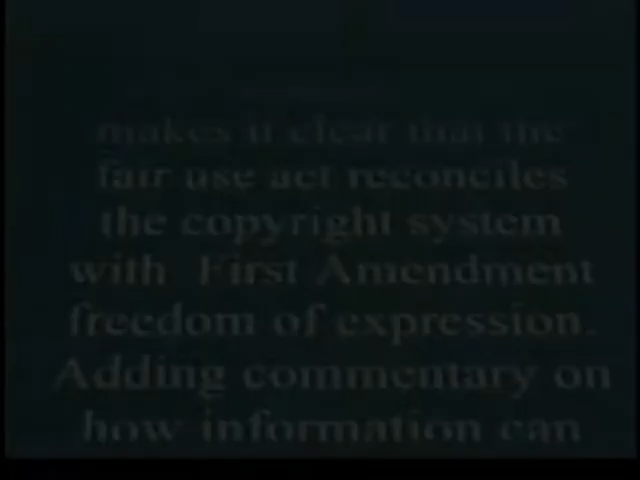 makes it clear that the
fair use act reconciles
the copyright system
with First Amendment
freedom of expression.
Adding commentary on
how information can